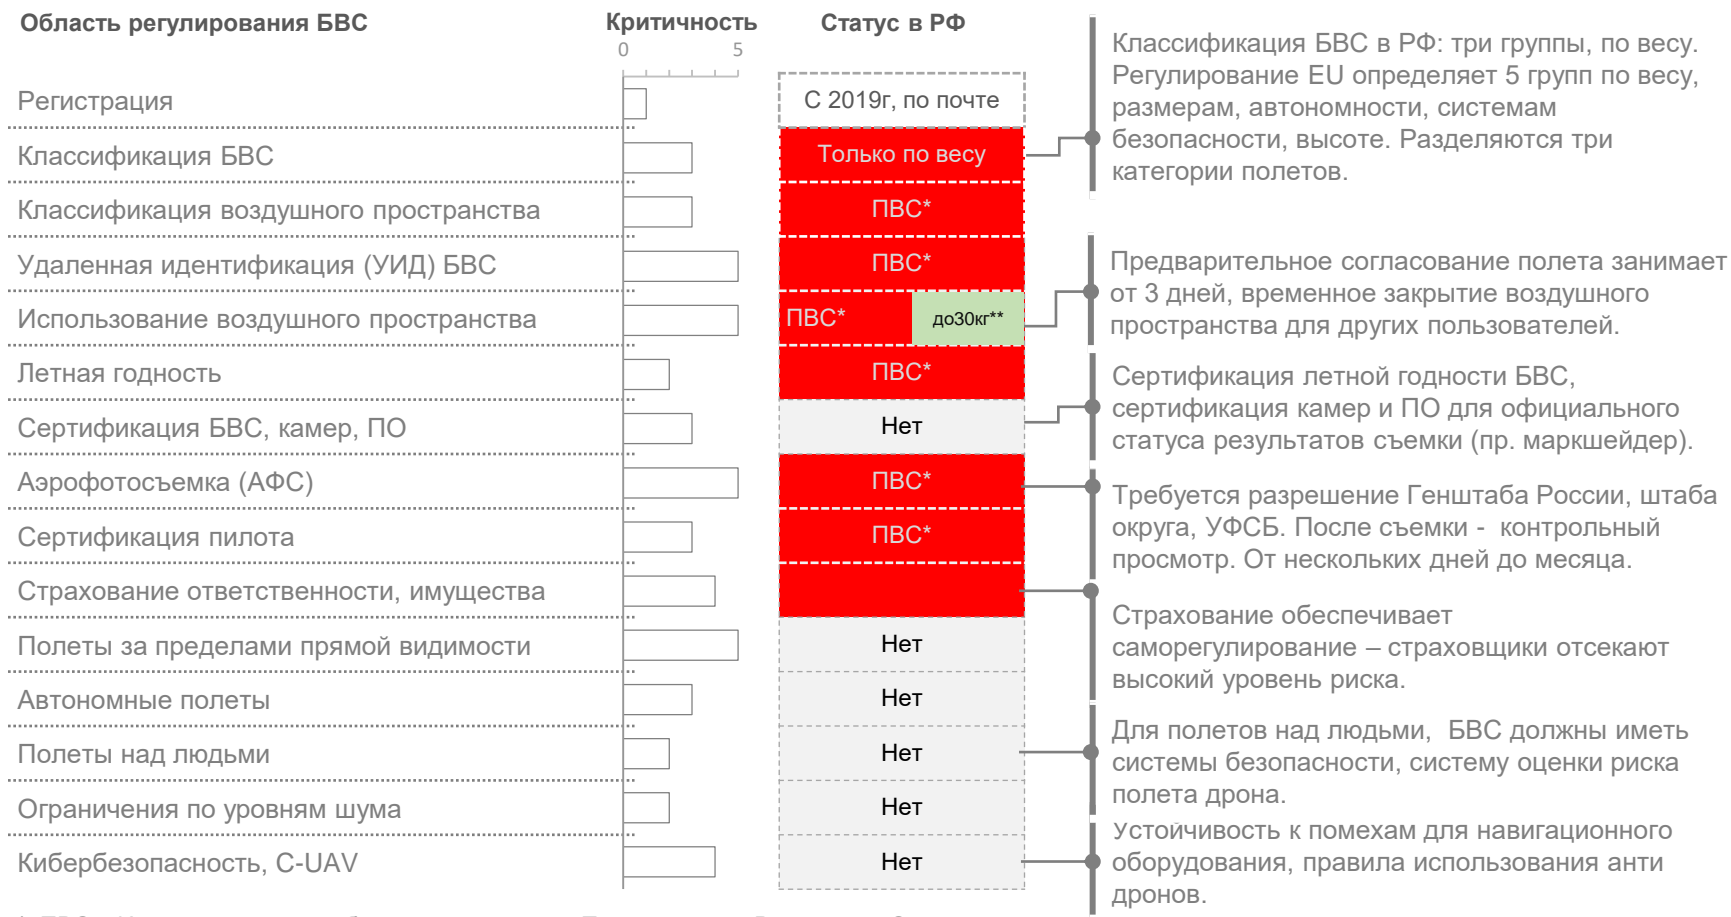 Область регулирования БВС
Критичность
Статус в РФ
0 5
Регистрация
С 2019г, по почте
Классификация БВС
Только по весу
Классификация воздушного пространства
ПВС*
Удаленная идентификация (УИД) БВС
ПВС*
Использование воздушного пространства
ПВС*
до30кг**
Летная годность
ПВС*
Сертификация БВС, камер, ПО
Нет
Аэрофотосъемка (АФС)
ПВС*
Сертификация пилота
ПВС*
Страхование ответственности, имущества
Полеты за пределами прямой видимости
Нет
Автономные полеты
Нет
Полеты над людьми
Нет
Ограничения по уровням шума
Нет
Кибербезопасность, C-UAV
Нет
Классификация БВС в РФ: три группы, по весу.
Регулирование EU определяет 5 групп по весу,
размерам, автономности, системам
безопасности, высоте. Разделяются три
категории полетов.
Предварительное согласование полета занимает
от 3 дней, временное закрытие воздушного
пространства для других пользователей.
Сертификация летной годности БВС,
сертификация камер и ПО для официального
статуса результатов съемки (пр. маркшейдер).
Требуется разрешение Генштаба России, штаба
округа, УФСБ. После съемки - контрольный
просмотр. От нескольких дней до месяца.
Страхование обеспечивает
саморегулирование – страховщики отсекают
высокий уровень риска.
Для полетов над людьми, БВС должны иметь
системы безопасности, систему оценки риска
полета дрона.
Устойчивость к помехам для навигационного
оборудования, правила использования анти
дронов.